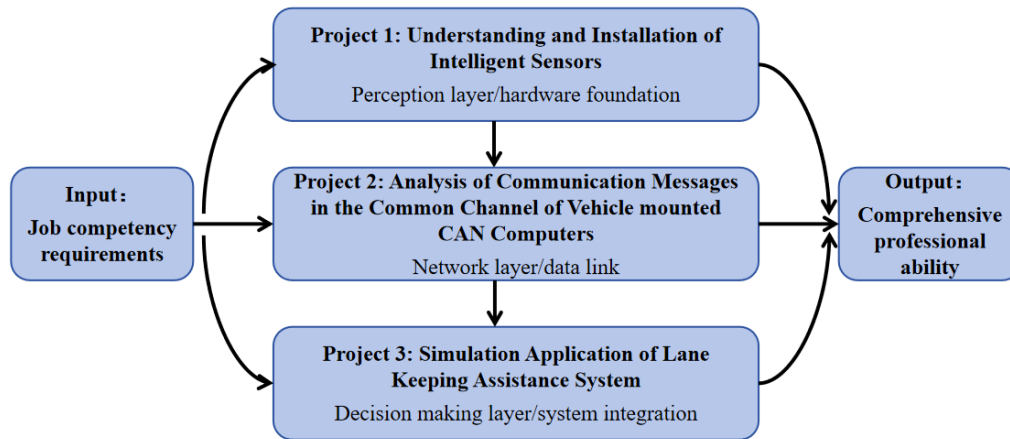 Project 1: Understanding and Installation of
Intelligent Sensors
Perception layer/hardware foundation
Input：
Job competency
requirements
Project 2: Analysis of Communication Messages
in the Common Channel of Vehicle mounted
CAN Computers
Network layer/data link
Output：
Comprehensive
professional
ability
Project 3: Simulation Application of Lane
Keeping Assistance System
Decision making layer/system integration